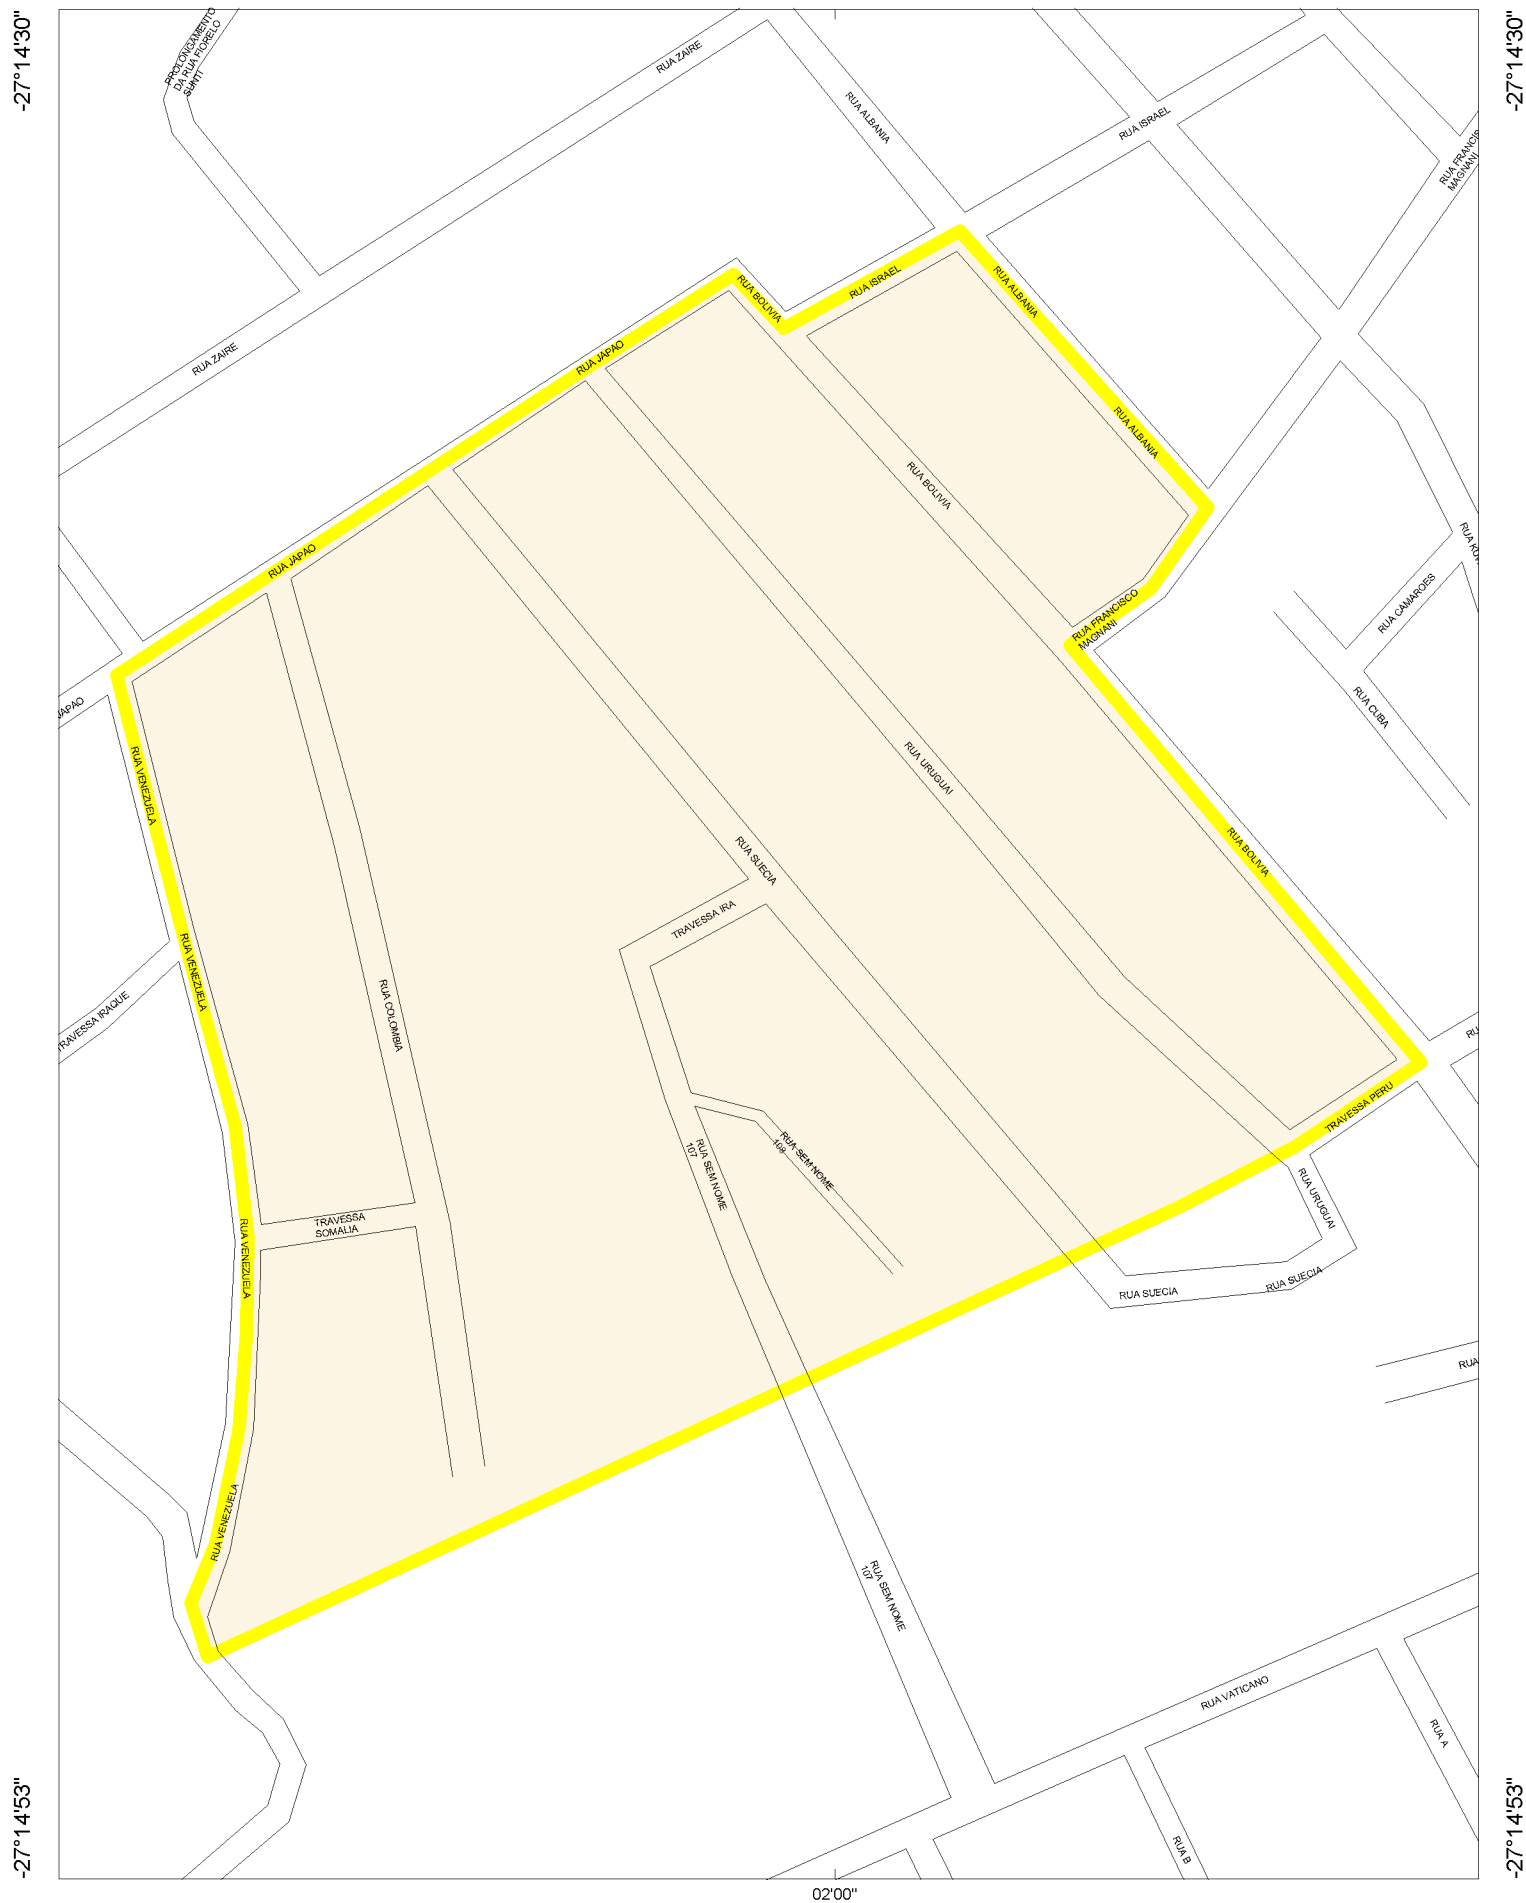 -27°14'30"
-27°14'30"
PROLONGAMENTO
DA RUA FIORELO
SUNTI
RUA ZAIRE
RUA ALBANIA
RUA ISRAEL
RUA FRANCIS
MAGNANI
RUA ISRAEL
RUA BOLIVIA
RUA ALBANIA
RUA ZAIRE
RUA JAPAO
RUA ALBANIA
RUA BOLIVIA
RUA JAPAO
RUA CAMAROES
RUA FRANCISCO
MAGNANI
JAPAO
RUA CUBA
RUA VENEZUELA
RUA URUGUAI
RUA BOLIVIA
RUA SUECIA
TRAVESSA IRA
RUA VENEZUELA
RUA COLOMBIA
TRAVESSA IRAQUE
RU
TRAVESSA PERU
RUA SEM NOME
107
RUA SEM NOME
108
RUA URUGUAI
TRAVESSA
SOMALIA
RUA VENEZUELA
RUA SUECIA
RUA SUECIA
RUA
RUA VENEZUELA
RUA SEM NOME
107
RUA VATICANO
RUA A
RUA B
-27°14'53"
-27°14'53"
02'00"